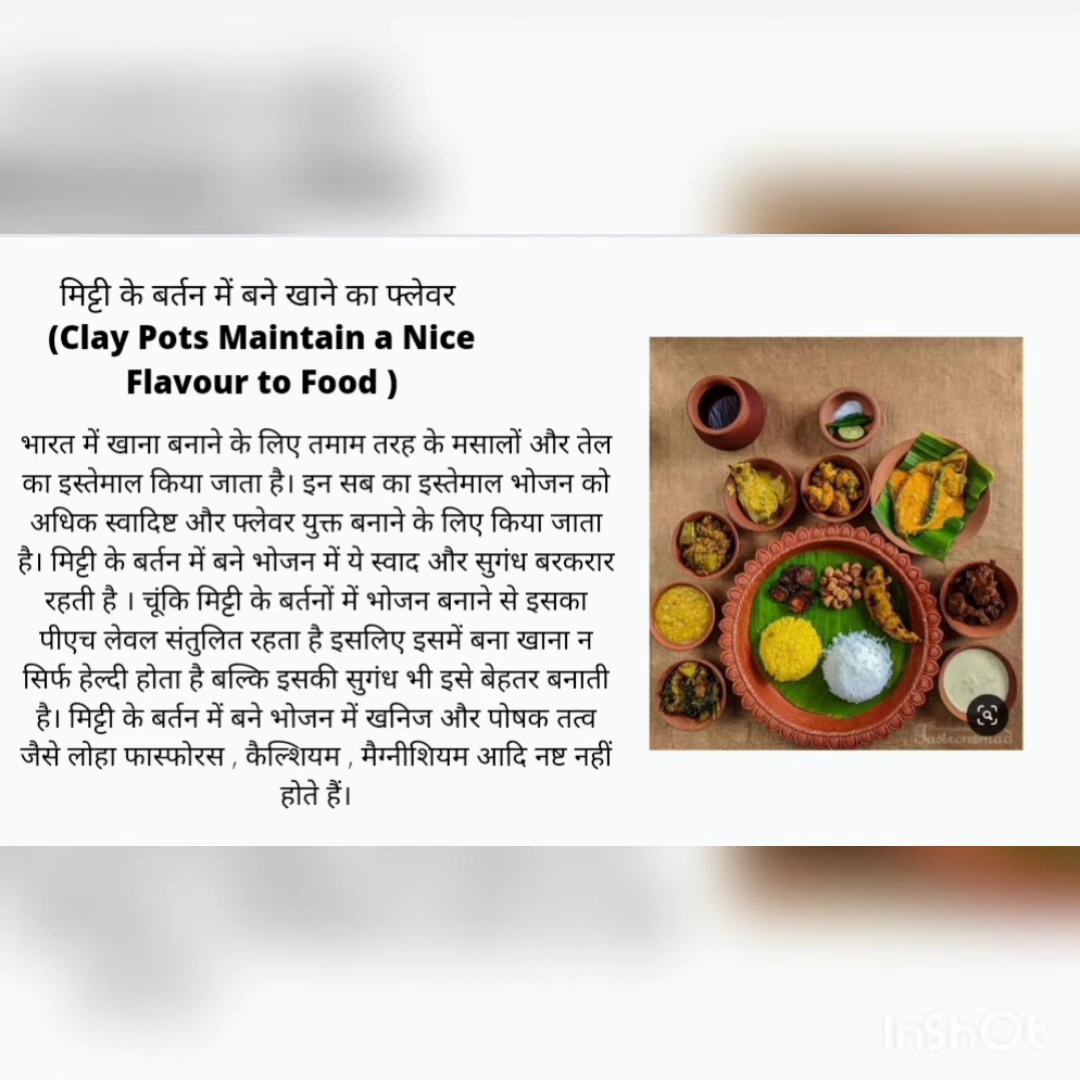 मिट्टी के बर्तन में बने खाने का फ्लेवर
(Clay Pots Maintain a Nice
Flavour to Food )
भारत में खाना बनाने के लिए तमाम तरह के मसालों और तेल
का इस्तेमाल किया जाता है। इन सब का इस्तेमाल भोजन को
अधिक स्वादिष्ट और फ्लेवर युक्त बनाने के लिए किया जाता
है। मिट्टी के बर्तन में बने भोजन में ये स्वाद और सुगंध बरकरार
रहती है । चूंकि मिट्टी के बर्तनों में भोजन बनाने से इसका
पीएच लेवल संतुलित रहता है इसलिए इसमें बना खाना न
सिर्फ हेल्दी होता है बल्कि इसकी सुगंध भी इसे बेहतर बनाती
है। मिट्टी के बर्तन में बने भोजन में खनिज और पोषक तत्व
जैसे लोहा फास्फोरस , कैल्शियम , मैग्नीशियम आदि नष्ट नहीं
होते हैं।
Gastronomad
InShOt